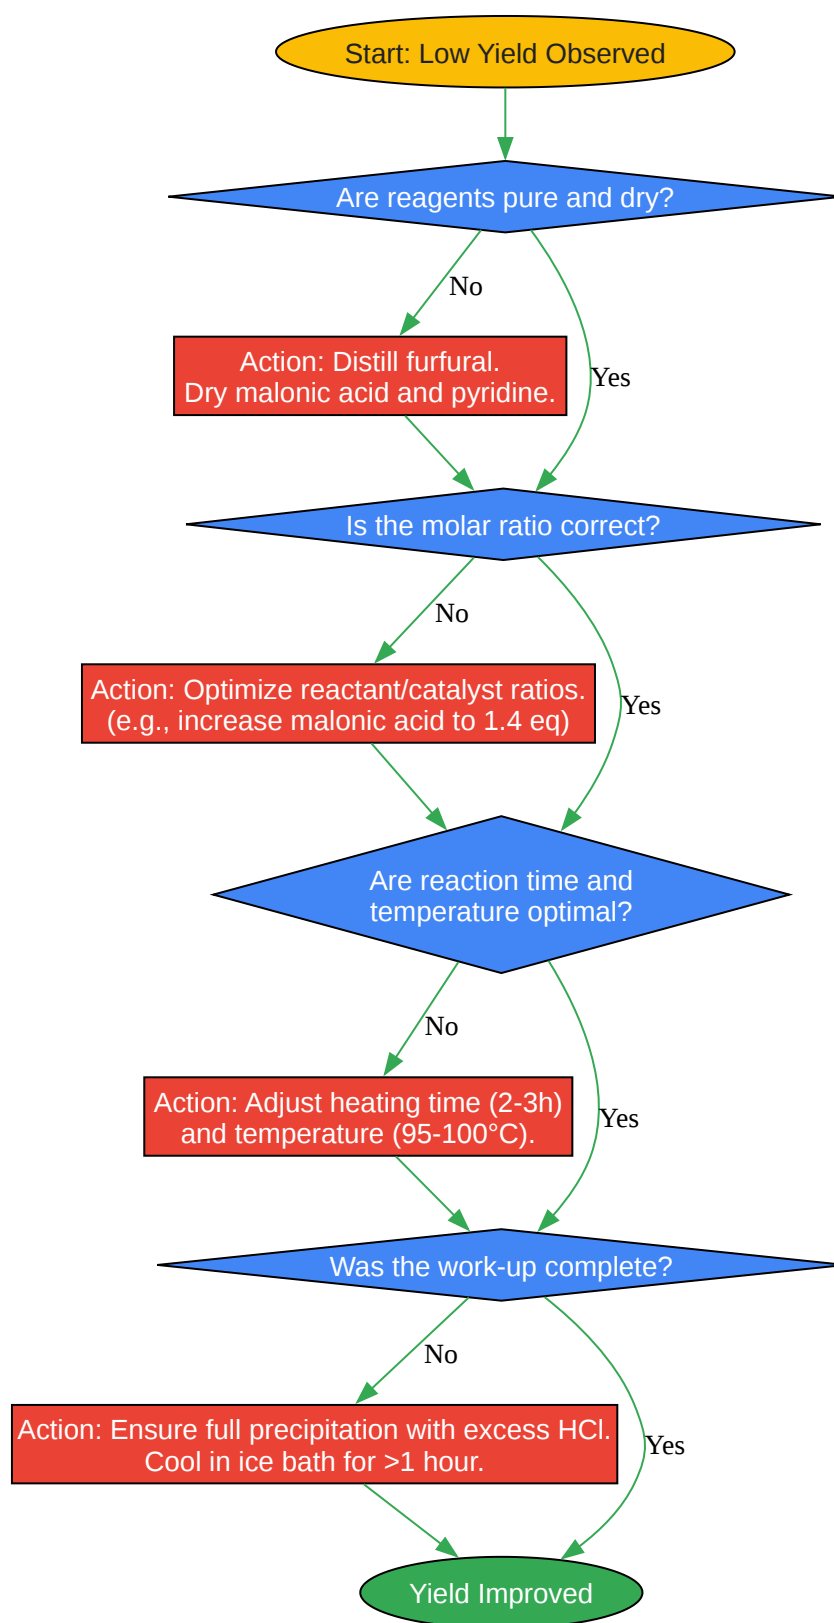 Start: Low Yield Observed
Are reagents pure and dry?
No
Action: Distill furfural.
Dry malonic acid and pyridine.
Yes
Is the molar ratio correct?
No
Action: Optimize reactant/catalyst ratios.
(e.g., increase malonic acid to 1.4 eq)
Yes
Are reaction time and
temperature optimal?
No
Action: Adjust heating time (2-3h)
and temperature (95-100°C).
Yes
Was the work-up complete?
No
Action: Ensure full precipitation with excess HCl.
Cool in ice bath for >1 hour.
Yes
Yield Improved